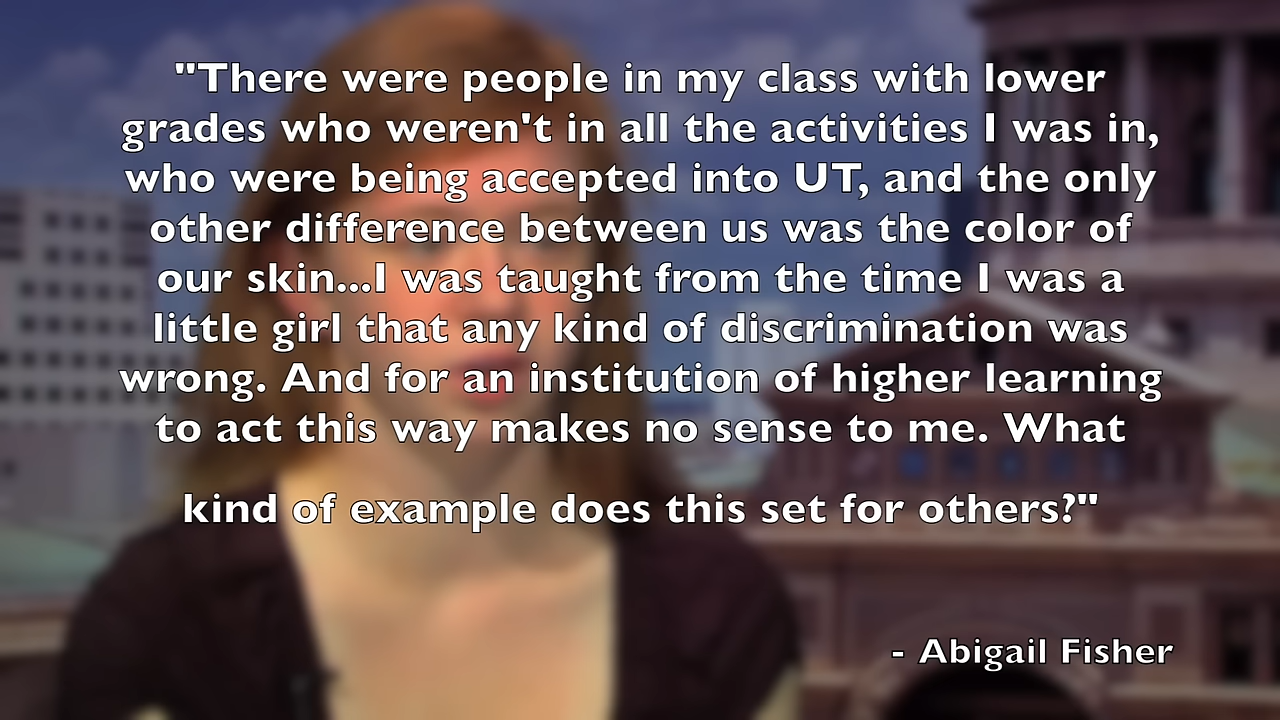 "There were people in my class with lower
grades who weren't in all the activities I was in,
who were being accepted into UT, and the only
other difference between us was the color of
our skin...I was taught from the time I was a
little girl that any kind of discrimination was
wrong. And for an institution of higher learning
to act this way makes no sense to me. What
kind of example does this set for others?"
- Abigail Fisher